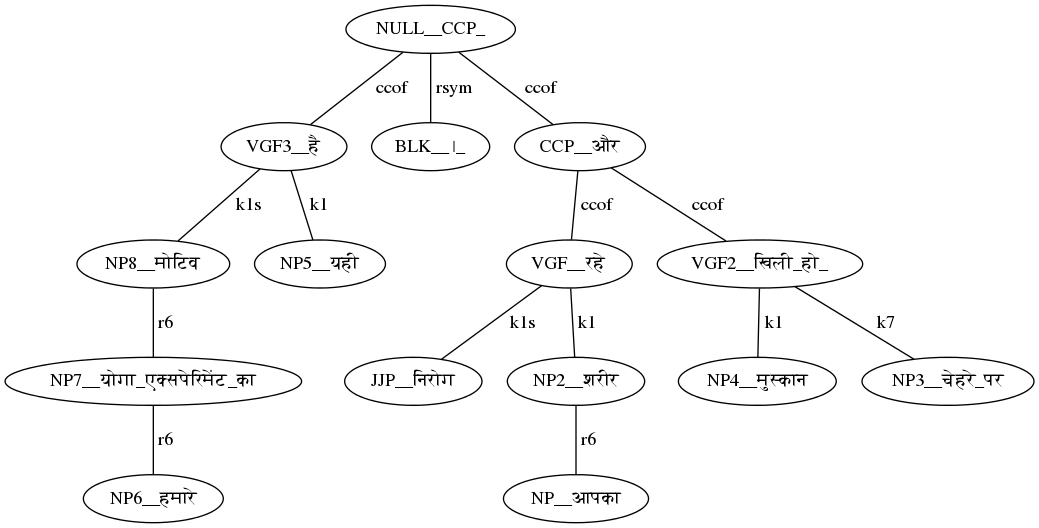 NULL__CCP_
ccof rsym ccof
VGF3__है BLK__।_ CCP__और
k1s k1 ccof ccof
NP8__मोटिव NP5__यही VGF__रहे VGF2__खिली_हो_
r6 k1s k1 k1 k7
NP7__योगा_एक्सपेरिमेंट_का JJP__निरोग NP2__शरीर NP4__मुस्कान NP3__चेहरे_पर
r6 r6
NP6__हमारे NP__आपका